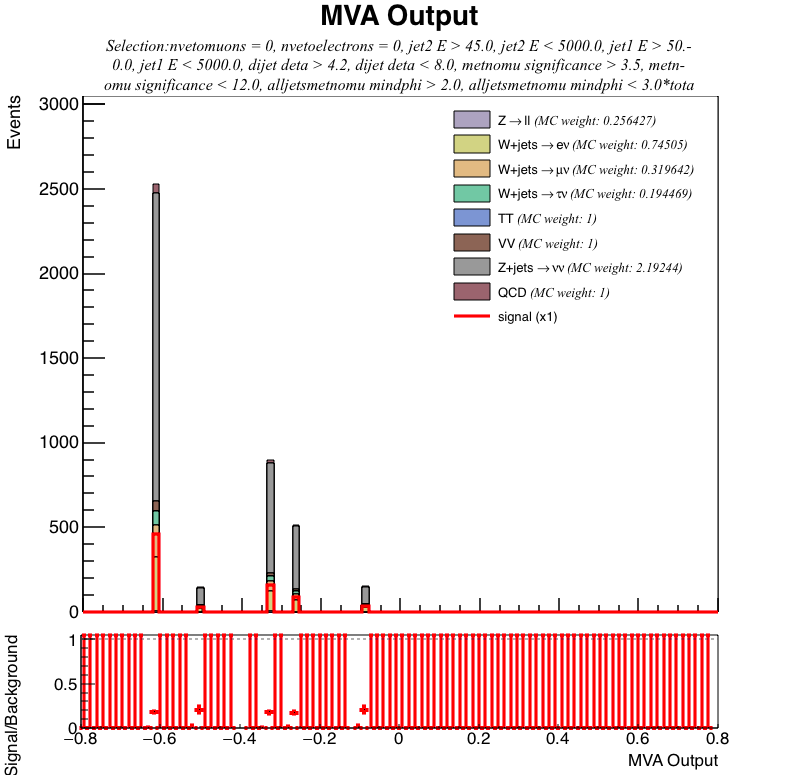 MVA Output
Selection:nvetomuons = 0, nvetoelectrons = 0, jet2 E > 45.0, jet2 E < 5000.0, jet1 E > 50.-
0.0, jet1 E < 5000.0, dijet deta > 4.2, dijet deta < 8.0, metnomu significance > 3.5, metn-
omu significance < 12.0, alljetsmetnomu mindphi > 2.0, alljetsmetnomu mindphi < 3.0*tota
Events
3000
2500
2000
1500
1000
500
0
Z→ll (MC weight: 0.256427)
W+jets→eν (MC weight: 0.74505)
W+jets→μν (MC weight: 0.319642)
W+jets→τν (MC weight: 0.194469)
TT (MC weight: 1)
VV (MC weight: 1)
Z+jets→νν (MC weight: 2.19244)
QCD (MC weight: 1)
signal (x1)
Signal/Background
1
0.5
0
−0.8 −0.6 −0.4 −0.2 0 0.2 0.4 0.6 0.8
MVA Output